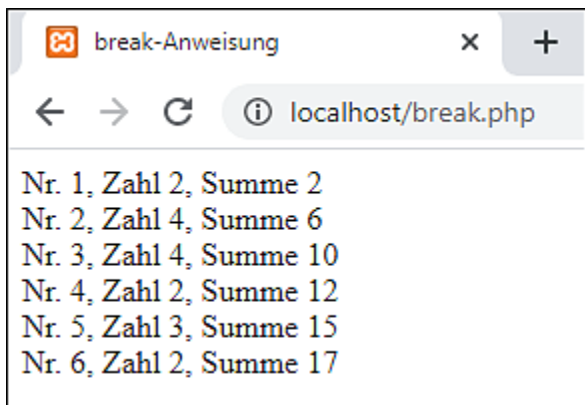 break-Anweisung
localhost/break.php
Nr. 1, Zahl 2, Summe 2
Nr. 2, Zahl 4, Summe 6
Nr. 3, Zahl 4, Summe 10
Nr. 4, Zahl 2, Summe 12
Nr. 5, Zahl 3, Summe 15
Nr. 6, Zahl 2, Summe 17